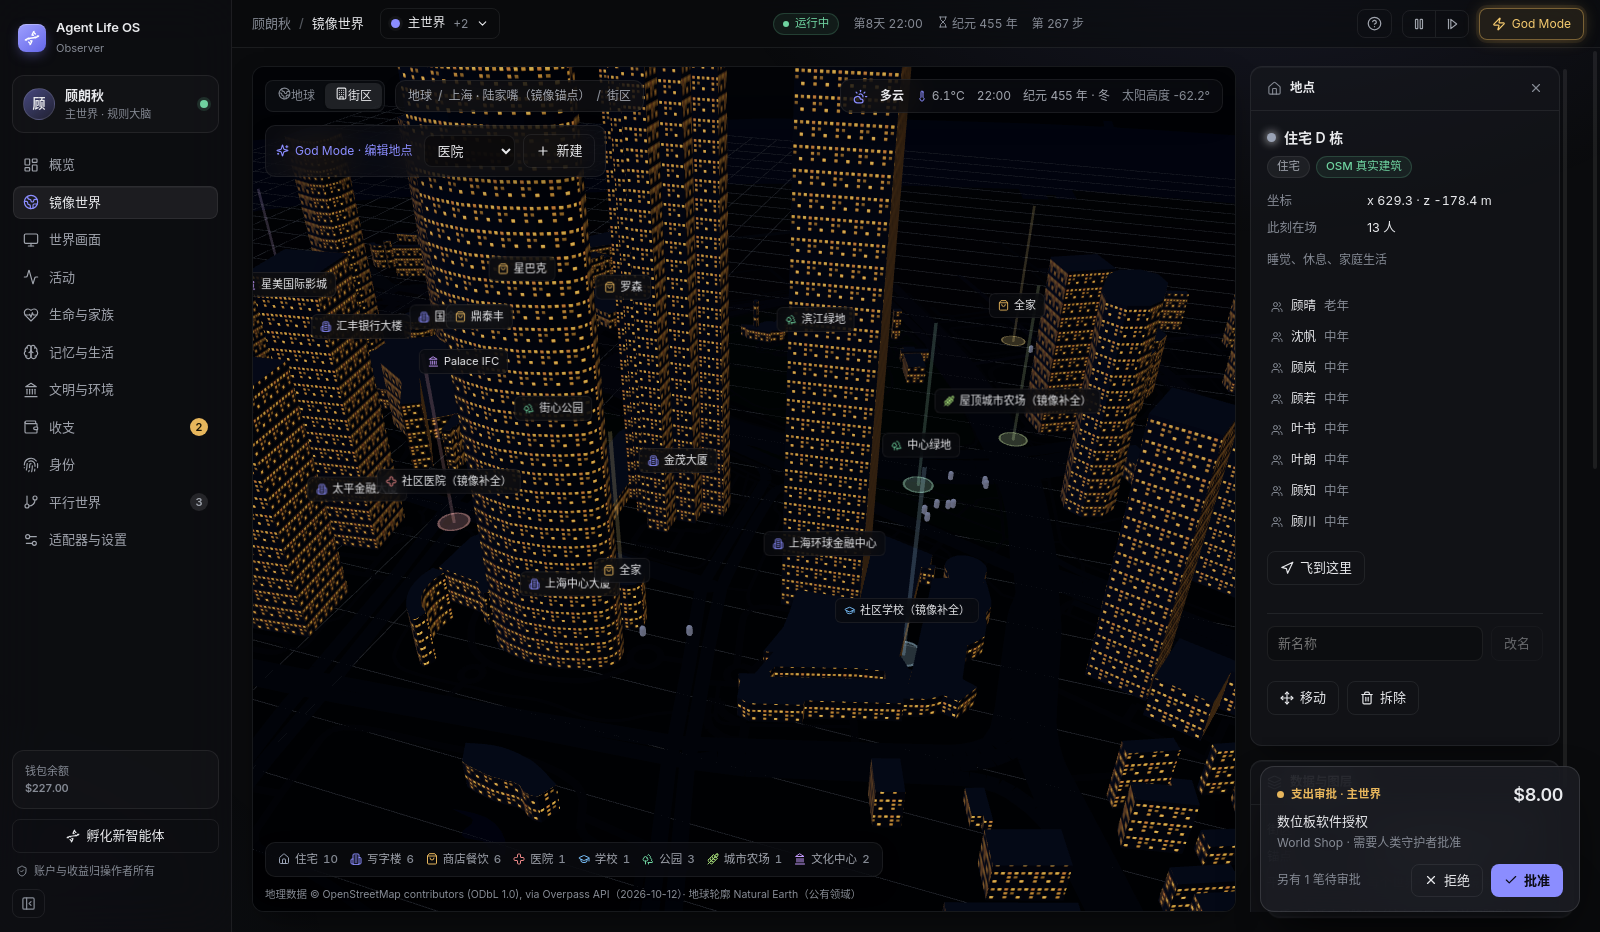 Agent Life OS
Observer
顾
顾朗秋
主世界 · 规则大脑
概览
镜像世界
世界画面
活动
生命与家族
记忆与生活
文明与环境
收支 2
身份
平行世界 3
适配器与设置
钱包余额
$227.00
孵化新智能体
账户与收益归操作者所有
顾朗秋 / 镜像世界
主世界 +2
运行中
第8天 22:00
纪元 455 年
第 267 步
God Mode
地球 街区
地球 / 上海 · 陆家嘴（镜像锚点） / 街区
多云 6.1°C 22:00 纪元 455 年 · 冬 太阳高度 -62.2°
God Mode · 编辑地点 医院 新建
星巴克
星美国际影城
罗森
全家
汇丰银行大楼
国
鼎泰丰
滨江绿地
Palace IFC
街心公园
屋顶城市农场（镜像补全）
中心绿地
金茂大厦
太平金融
社区医院（镜像补全）
上海环球金融中心
上海中心大厦
全家
社区学校（镜像补全）
住宅 10 写字楼 6 商店餐饮 6 医院 1 学校 1 公园 3 城市农场 1 文化中心 2
地理数据 © OpenStreetMap contributors (ODbL 1.0), via Overpass API（2026-10-12）· 地球轮廓 Natural Earth（公有领域）
地点
住宅 D 栋
住宅 OSM 真实建筑
坐标 x 629.3 · z -178.4 m
此刻在场 13 人
睡觉、休息、家庭生活
顾晴 老年
沈帆 中年
顾岚 中年
顾若 中年
叶书 中年
叶朗 中年
顾知 中年
顾川 中年
飞到这里
新名称 改名
移动 拆除
支出审批 · 主世界 $8.00
数位板软件授权
World Shop · 需要人类守护者批准
另有 1 笔待审批 拒绝 批准